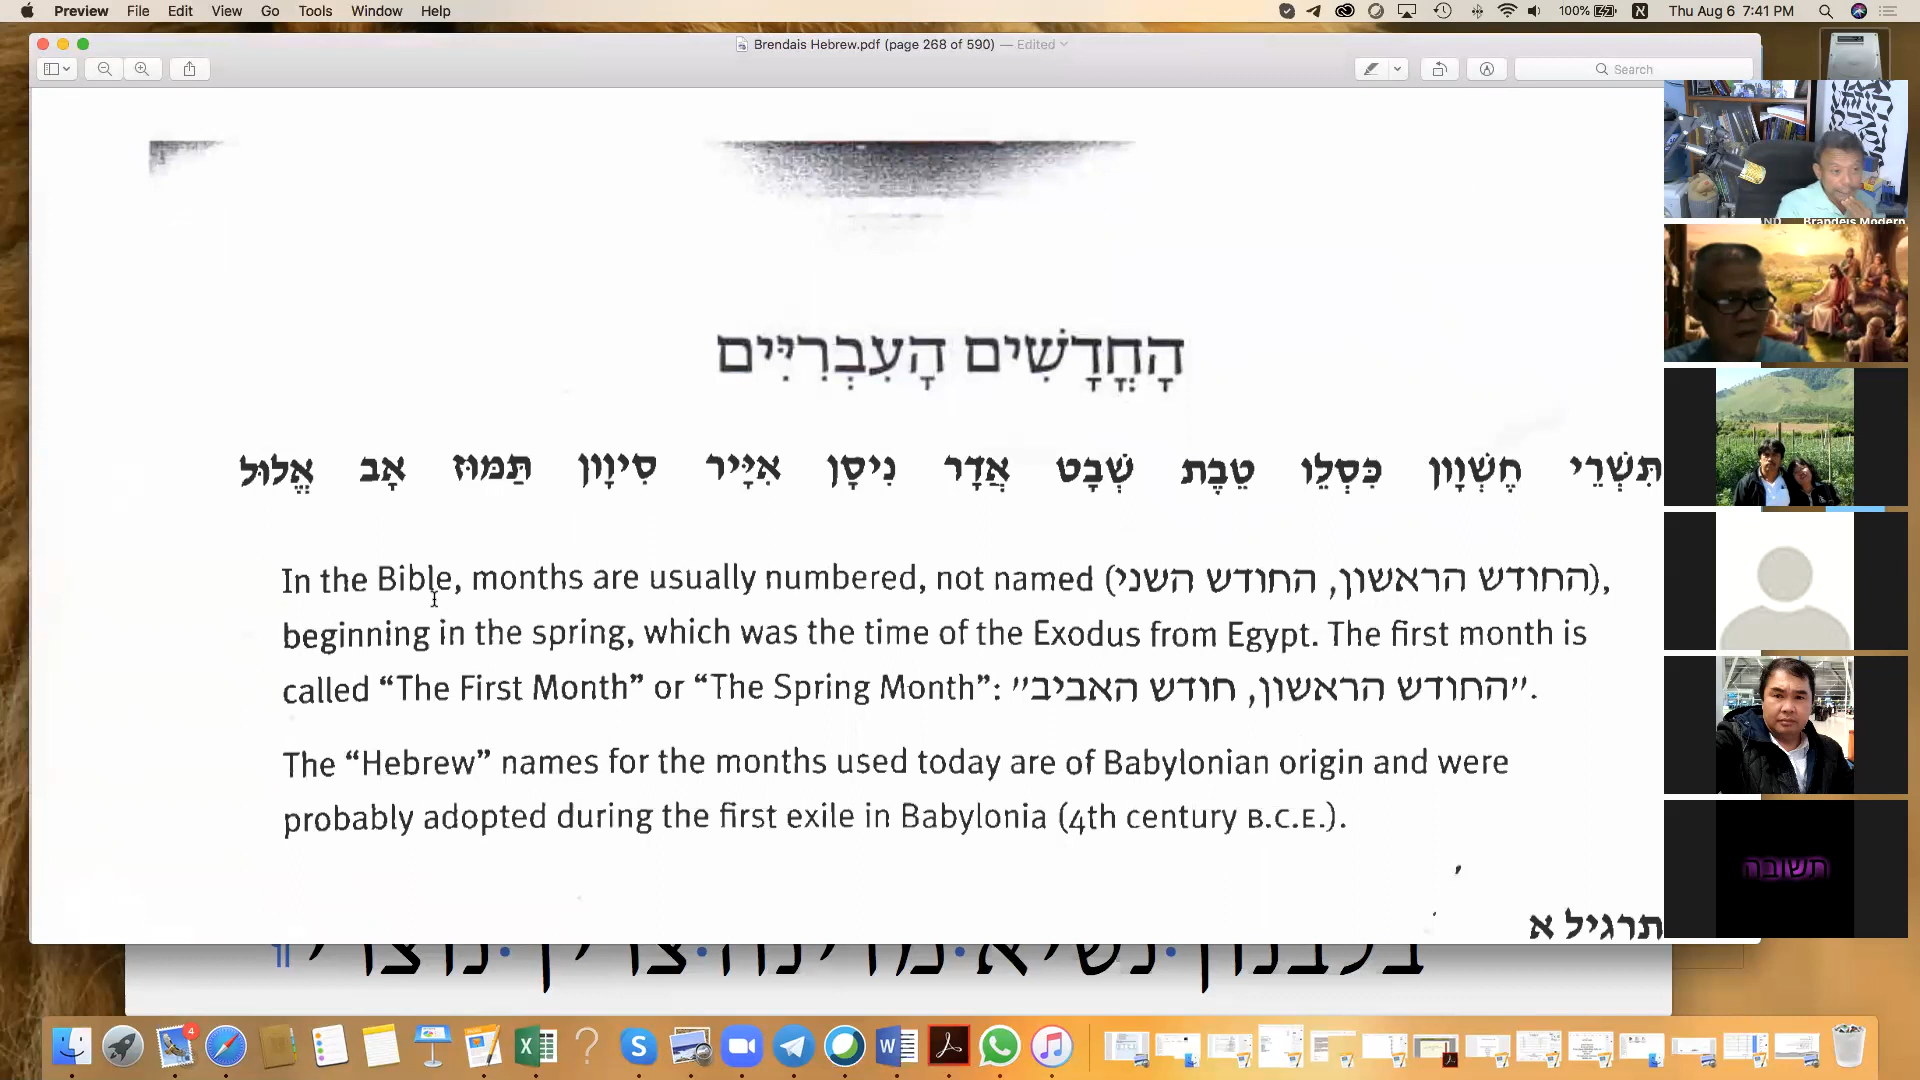 Preview File Edit View Go Tools Window Help
100% Thu Aug 6 7:41 PM
Brendais Hebrew.pdf (page 268 of 590) — Edited
Search
הָחֳדָשִׁים הָעִבְרִיִּים
תִּשְׁרֵי חֶשְׁוָון כִּסְלֵו טֵבֶת שְׁבָט אֲדָר נִיסָן אִיָּיר סִיוָון תַּמּוּז אָב אֱלוּל
In the Bible, months are usually numbered, not named (החודש הראשון, החודש השני),
beginning in the spring, which was the time of the Exodus from Egypt. The first month is
called “The First Month” or “The Spring Month”: ״החודש הראשון, חודש האביב״.
The “Hebrew” names for the months used today are of Babylonian origin and were
probably adopted during the first exile in Babylonia (4th century B.C.E.).
תרגיל א
Brandeis Modern
תשובה
4